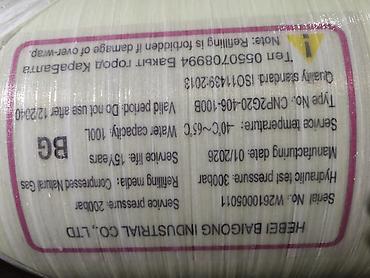 HEBEI BAIGONG INDUSTRIAL CO., LTD
Serial No. W261005011 Service pressure: 200bar
Hydraulic test pressure: 300bar Refilling media: Compressed Natural Gas
Manufacturing date: 01/2026 Service life: 15Years BG
Service temperature: -40℃~65℃ Water capacity: 100L
Type No. CNP2G20-406-100B Valid period: Do not use after 12/2040
Quality Standard: ISO11439:2013
Тел 0550708994 Бакыт город КараБалта
Note: Refilling is forbidden if damage of over-wrap.